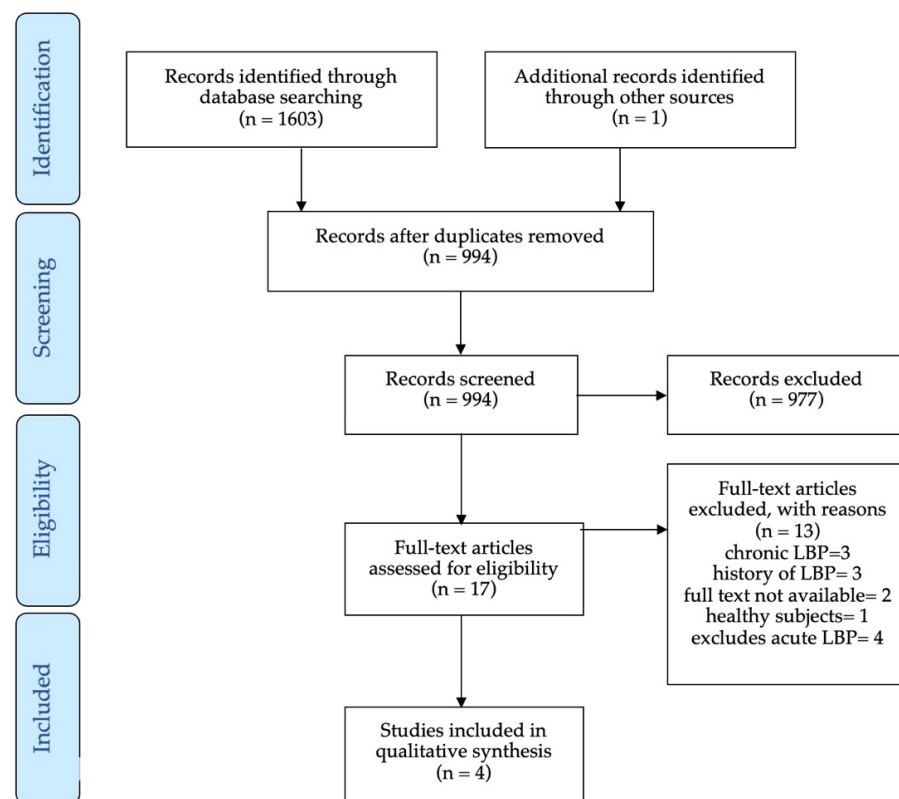 Identification
Records identified through
database searching
(n = 1603)
Additional records identified
through other sources
(n = 1)
Screening
Records after duplicates removed
(n = 994)
Records screened
(n = 994)
Records excluded
(n = 977)
Eligibility
Full-text articles
assessed for eligibility
(n = 17)
Full-text articles
excluded, with reasons
(n = 13)
chronic LBP=3
history of LBP= 3
full text not available= 2
healthy subjects= 1
excludes acute LBP= 4
Included
Studies included in
qualitative synthesis
(n = 4)